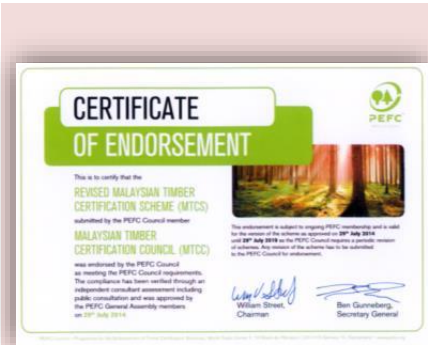 CERTIFICATE
OF ENDORSEMENT
PEFC
This is to certify that the
REVISED MALAYSIAN TIMBER
CERTIFICATION SCHEME (MTCS)
submitted by the PEFC Council member
MALAYSIAN TIMBER
CERTIFICATION COUNCIL (MTCC)
was endorsed by the PEFC Council
as meeting the PEFC Council requirements.
The compliance has been verified through an
independent consultant assessement including
public consultation and was approved by
the PEFC General Assembly members
on 29th July 2014.
This endorsement is subject to ongoing PEFC membership and is valid
for the version of the scheme as approved on 29th July 2014
until 29th July 2019 as the PEFC Council requires a periodic revision
of schemes. Any revision of the scheme has to be submitted
to the PEFC Council for endorsement.
William Street, Ben Gunneberg,
Chairman Secretary General